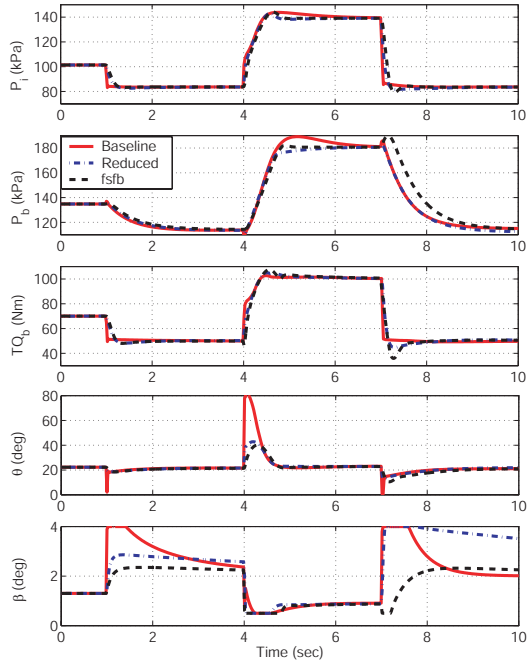 140
120
100
80
P_i (kPa)
0 2 4 6 8 10
180
160
140
120
P_b (kPa)
Baseline
Reduced
fsfb
0 2 4 6 8 10
100
80
60
40
TQ_b (Nm)
0 2 4 6 8 10
80
60
40
20
0
θ (deg)
0 2 4 6 8 10
4
2
0
β (deg)
0 2 4 6 8 10
Time (sec)